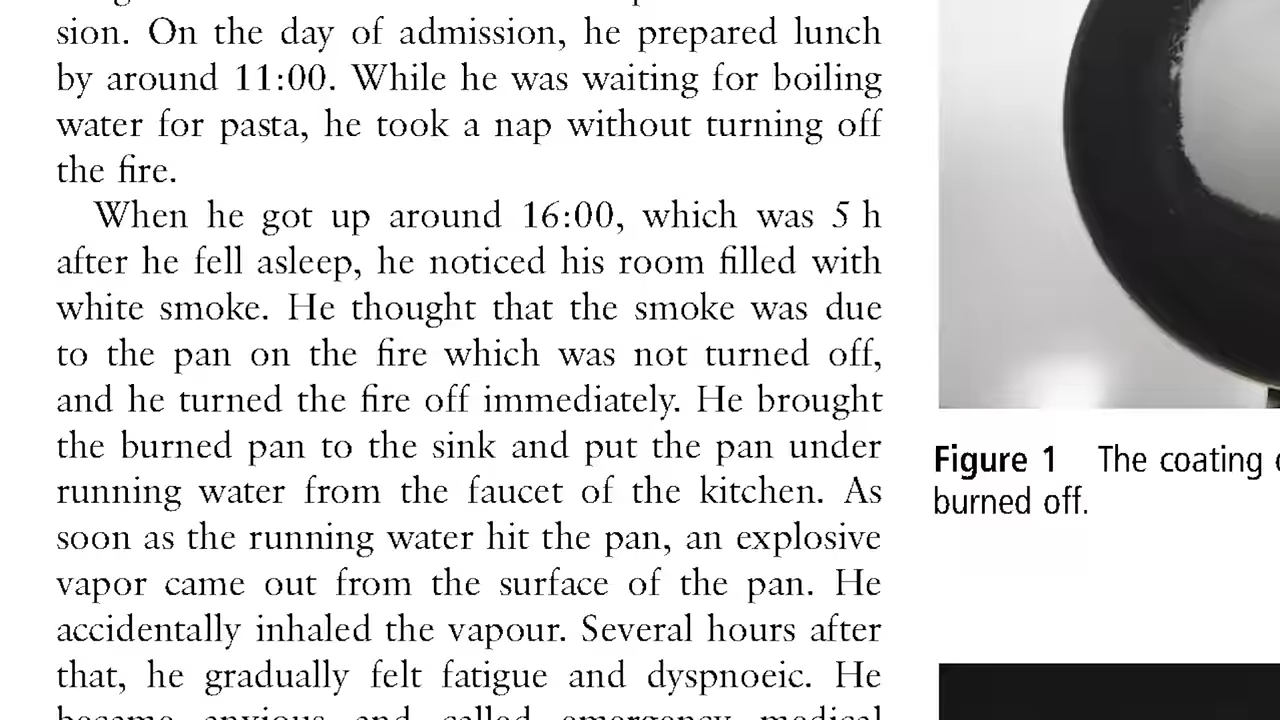 sion. On the day of admission, he prepared lunch
by around 11:00. While he was waiting for boiling
water for pasta, he took a nap without turning off
the fire.
When he got up around 16:00, which was 5 h
after he fell asleep, he noticed his room filled with
white smoke. He thought that the smoke was due
to the pan on the fire which was not turned off,
and he turned the fire off immediately. He brought
the burned pan to the sink and put the pan under
running water from the faucet of the kitchen. As
soon as the running water hit the pan, an explosive
vapor came out from the surface of the pan. He
accidentally inhaled the vapour. Several hours after
that, he gradually felt fatigue and dyspnoeic. He
became anxious and called emergency medical
Figure 1 The coating
burned off.